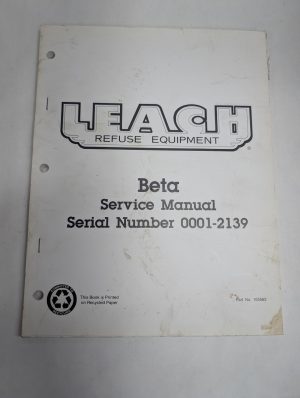 LEACH
REFUSE EQUIPMENT
Beta
Service Manual
Serial Number 0001-2139
This Book is Printed
on Recycled Paper
Part No.